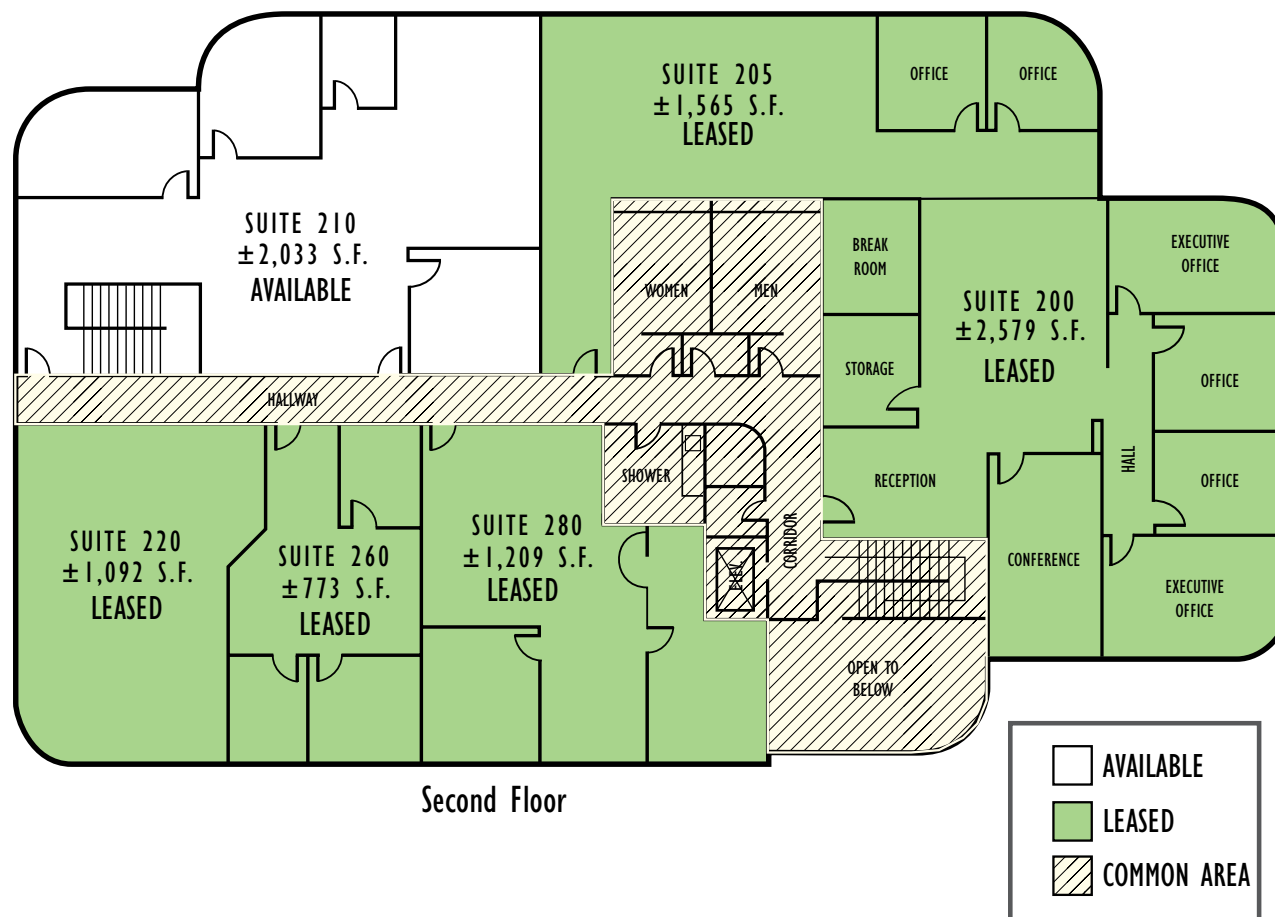 SUITE 205
±1,565 S.F.
LEASED
OFFICE
OFFICE
SUITE 210
±2,033 S.F.
AVAILABLE
WOMEN
MEN
BREAK
ROOM
STORAGE
SUITE 200
±2,579 S.F.
LEASED
EXECUTIVE
OFFICE
OFFICE
HALLWAY
SHOWER
RECEPTION
HALL
OFFICE
SUITE 220
±1,092 S.F.
LEASED
SUITE 260
±773 S.F.
LEASED
SUITE 280
±1,209 S.F.
LEASED
ELEV.
CORRIDOR
CONFERENCE
EXECUTIVE
OFFICE
OPEN TO
BELOW
Second Floor
AVAILABLE
LEASED
COMMON AREA